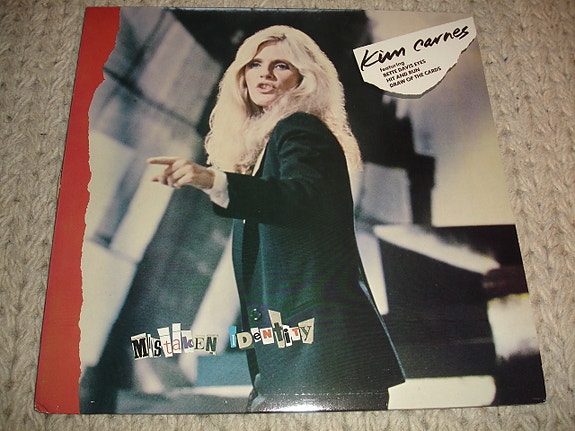 Kim Carnes
featuring
BETTE DAVIS EYES
HIT AND RUN
DRAW OF THE CARDS
MiStaKEN iDeNtiTy